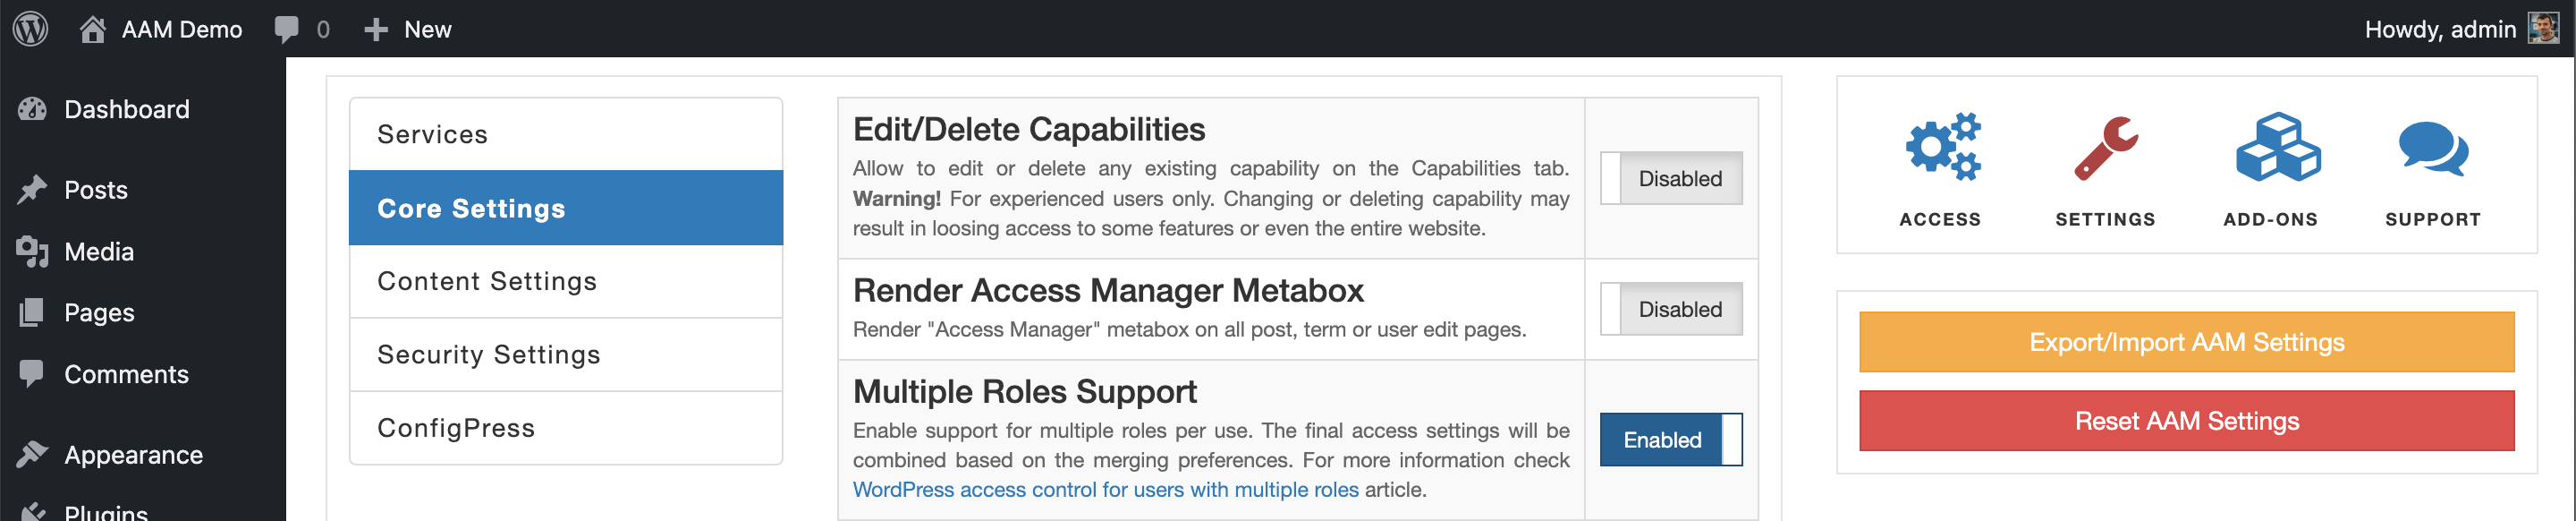 AAM Demo 0 New Howdy, admin
Dashboard
Posts
Media
Pages
Comments
Appearance
Plugins
Services
Core Settings
Content Settings
Security Settings
ConfigPress
Edit/Delete Capabilities
Allow to edit or delete any existing capability on the Capabilities tab.
Warning! For experienced users only. Changing or deleting capability may
result in loosing access to some features or even the entire website.
Disabled
Render Access Manager Metabox
Render "Access Manager" metabox on all post, term or user edit pages.
Disabled
Multiple Roles Support
Enable support for multiple roles per use. The final access settings will be
combined based on the merging preferences. For more information check
WordPress access control for users with multiple roles article.
Enabled
ACCESS SETTINGS ADD-ONS SUPPORT
Export/Import AAM Settings
Reset AAM Settings